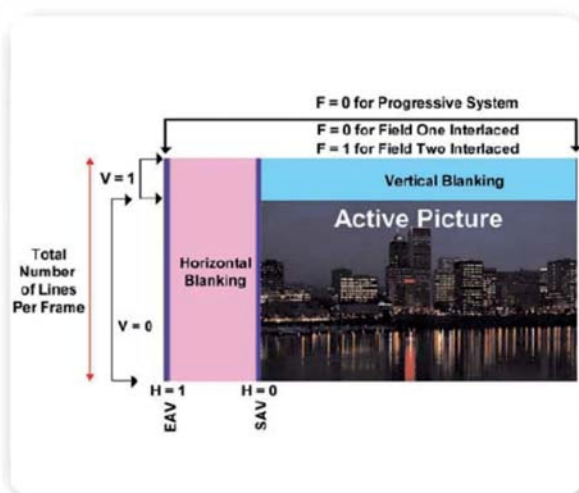 F = 0 for Progressive System
F = 0 for Field One Interlaced
F = 1 for Field Two Interlaced
V = 1
Vertical Blanking
Active Picture
Total
Number
of Lines
Per Frame
Horizontal
Blanking
V = 0
H = 1
H = 0
EAV
SAV